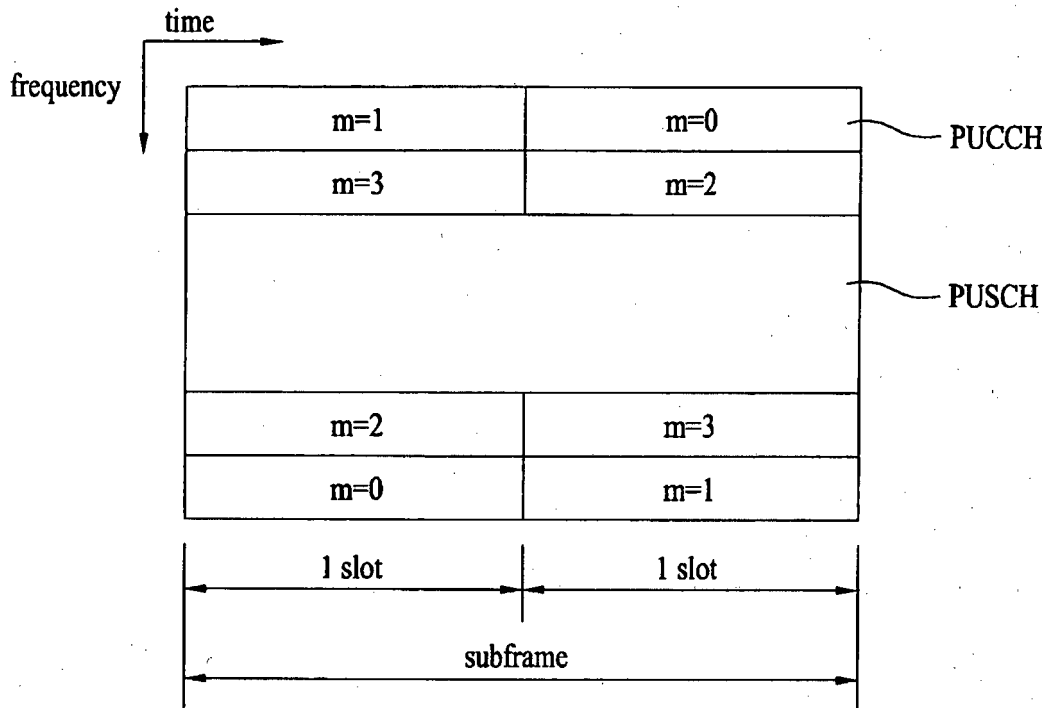 time
frequency
m=1 m=0
PUCCH
m=3 m=2
PUSCH
m=2 m=3
m=0 m=1
1 slot 1 slot
subframe